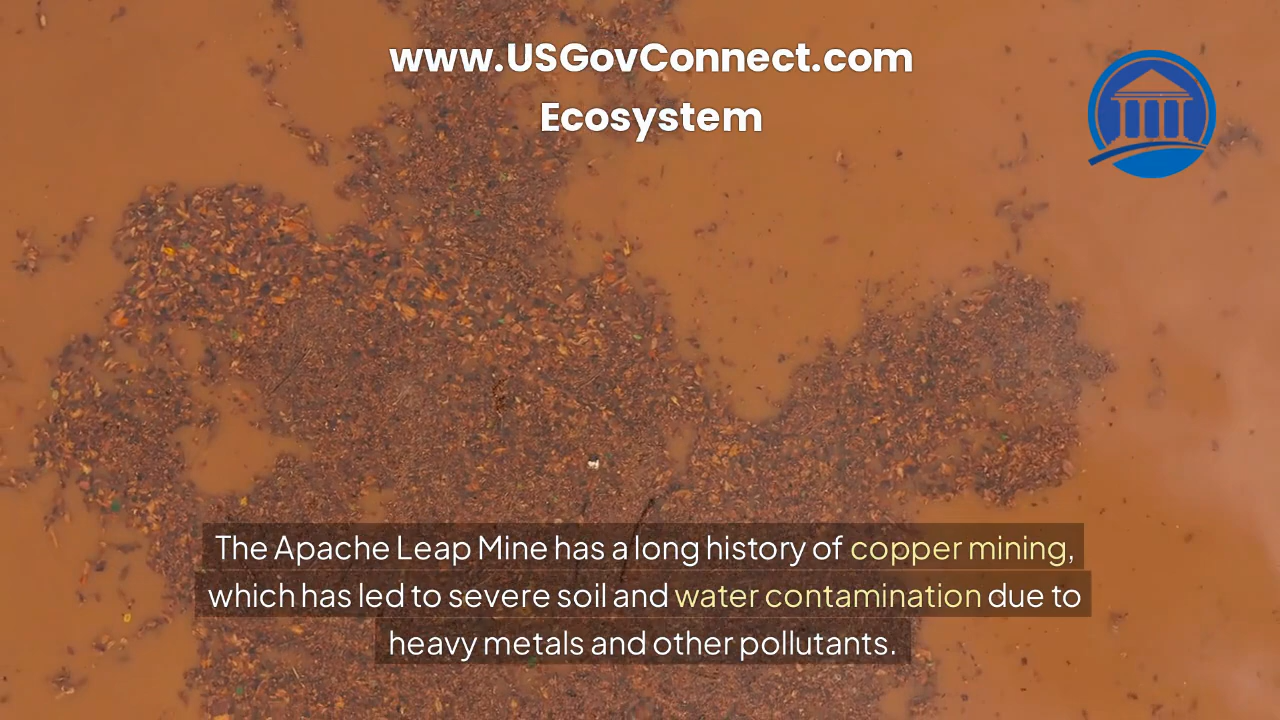 www.USGovConnect.com
Ecosystem
The Apache Leap Mine has a long history of copper mining,
which has led to severe soil and water contamination due to
heavy metals and other pollutants.